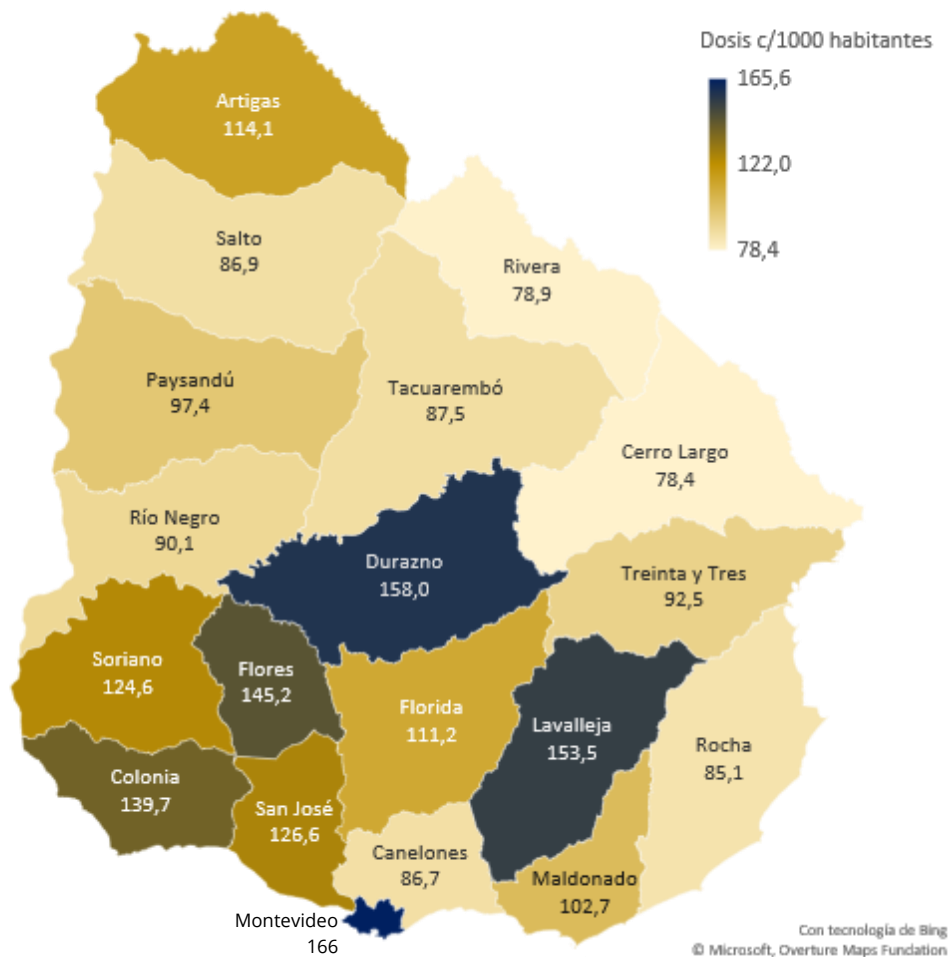 Dosis c/1000 habitantes
165,6
122,0
78,4
Artigas
114,1
Salto
86,9
Rivera
78,9
Paysandú
97,4
Tacuarembó
87,5
Cerro Largo
78,4
Río Negro
90,1
Durazno
158,0
Treinta y Tres
92,5
Soriano
124,6
Flores
145,2
Florida
111,2
Lavalleja
153,5
Rocha
85,1
Colonia
139,7
San José
126,6
Canelones
86,7
Maldonado
102,7
Montevideo
166
Con tecnología de Bing
© Microsoft, Overture Maps Fundation